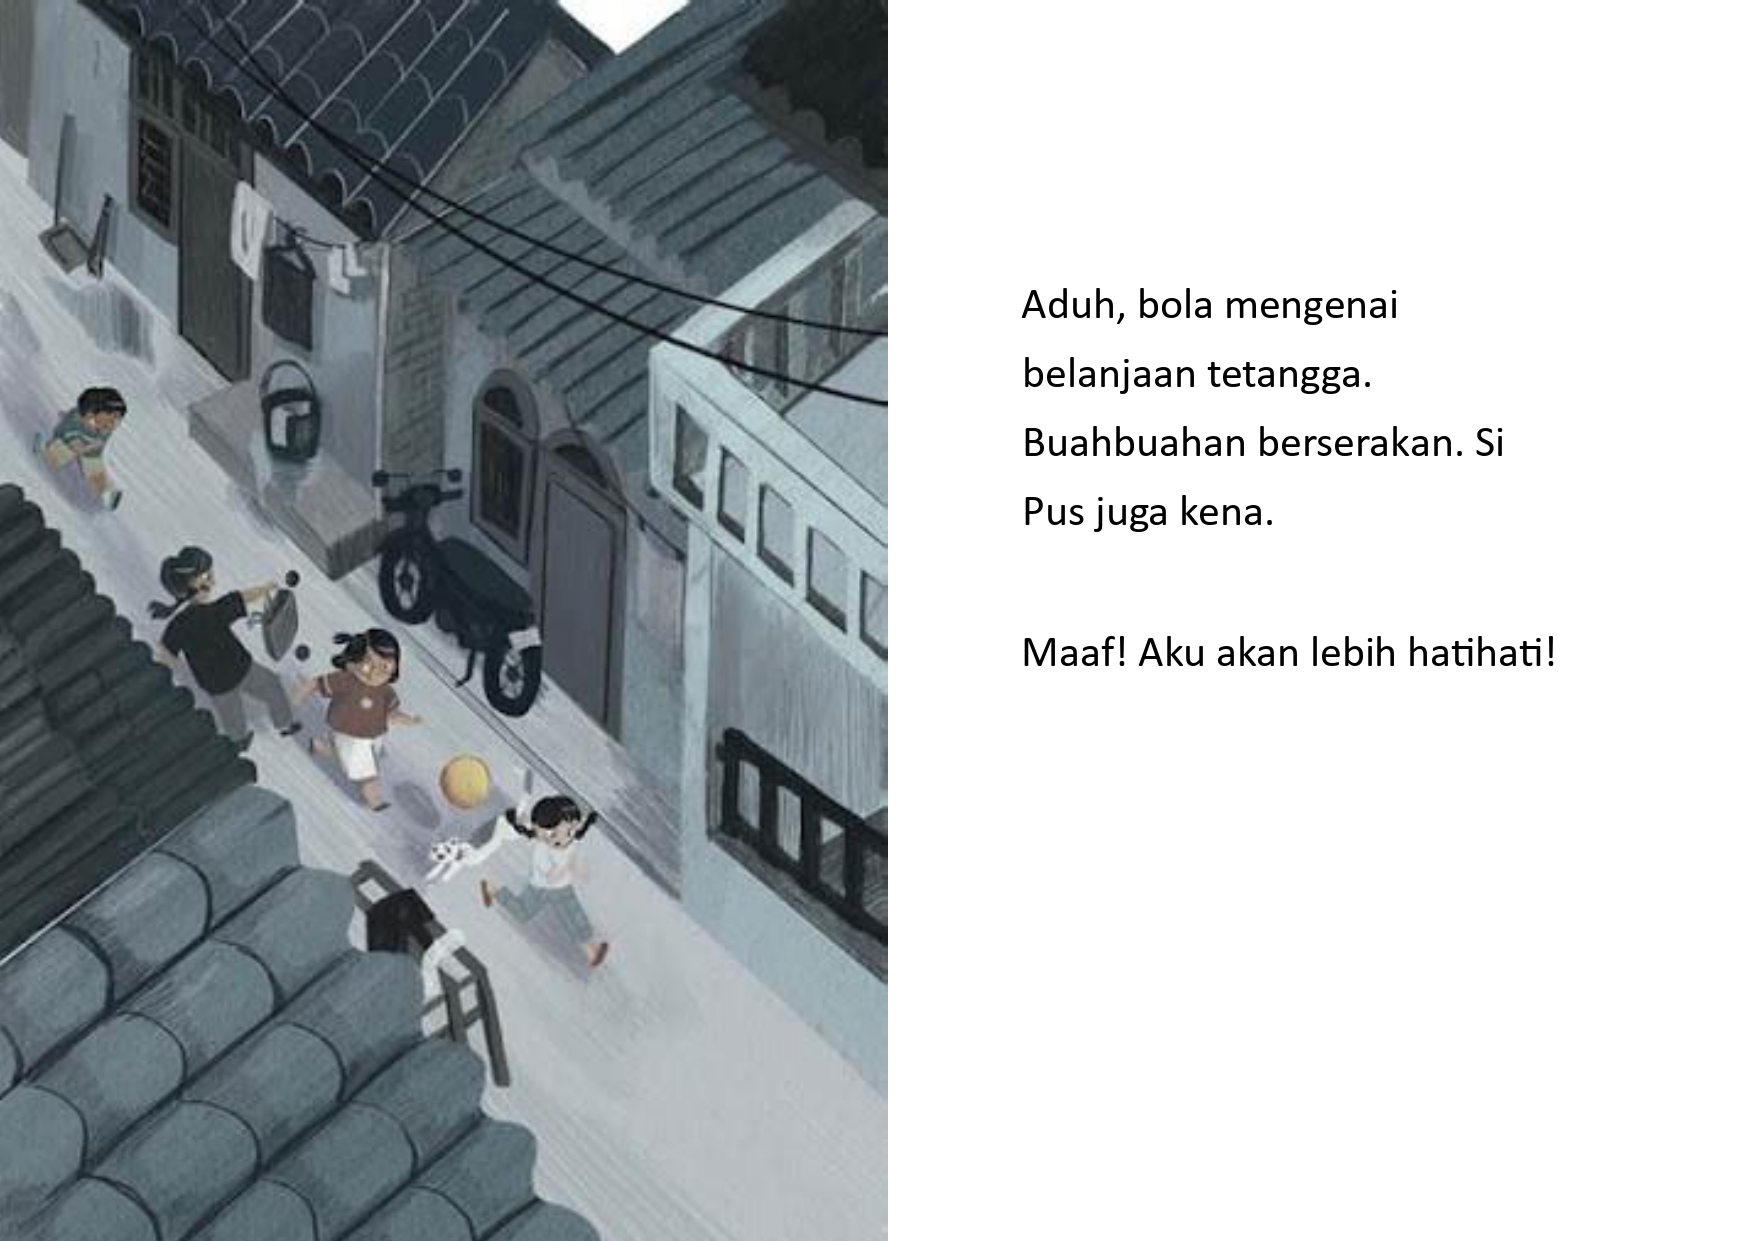 Aduh, bola mengenai
belanjaan tetangga.
Buahbuahan berserakan. Si
Pus juga kena.
Maaf! Aku akan lebih hatihati!